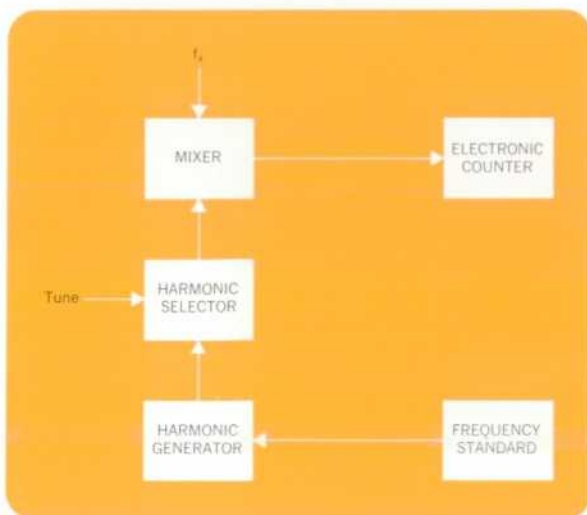 fₓ
MIXER
ELECTRONIC
COUNTER
Tune
HARMONIC
SELECTOR
HARMONIC
GENERATOR
FREQUENCY
STANDARD